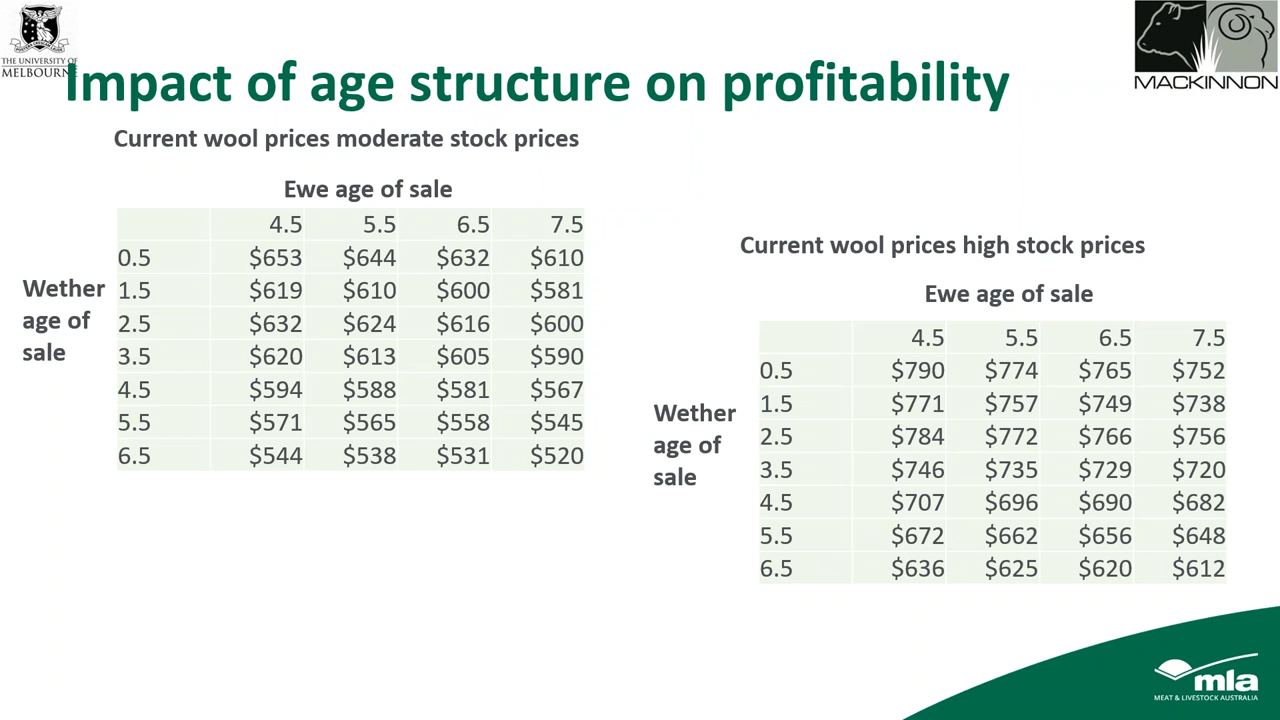 THE UNIVERSITY OF
MELBOURNE
MACKINNON
Impact of age structure on profitability
Current wool prices moderate stock prices
Ewe age of sale
4.5 5.5 6.5 7.5
0.5 $653 $644 $632 $610
1.5 $619 $610 $600 $581
2.5 $632 $624 $616 $600
3.5 $620 $613 $605 $590
4.5 $594 $588 $581 $567
5.5 $571 $565 $558 $545
6.5 $544 $538 $531 $520
Wether
age of
sale
Current wool prices high stock prices
Ewe age of sale
4.5 5.5 6.5 7.5
0.5 $790 $774 $765 $752
1.5 $771 $757 $749 $738
2.5 $784 $772 $766 $756
3.5 $746 $735 $729 $720
4.5 $707 $696 $690 $682
5.5 $672 $662 $656 $648
6.5 $636 $625 $620 $612
Wether
age of
sale
mla
MEAT & LIVESTOCK AUSTRALIA